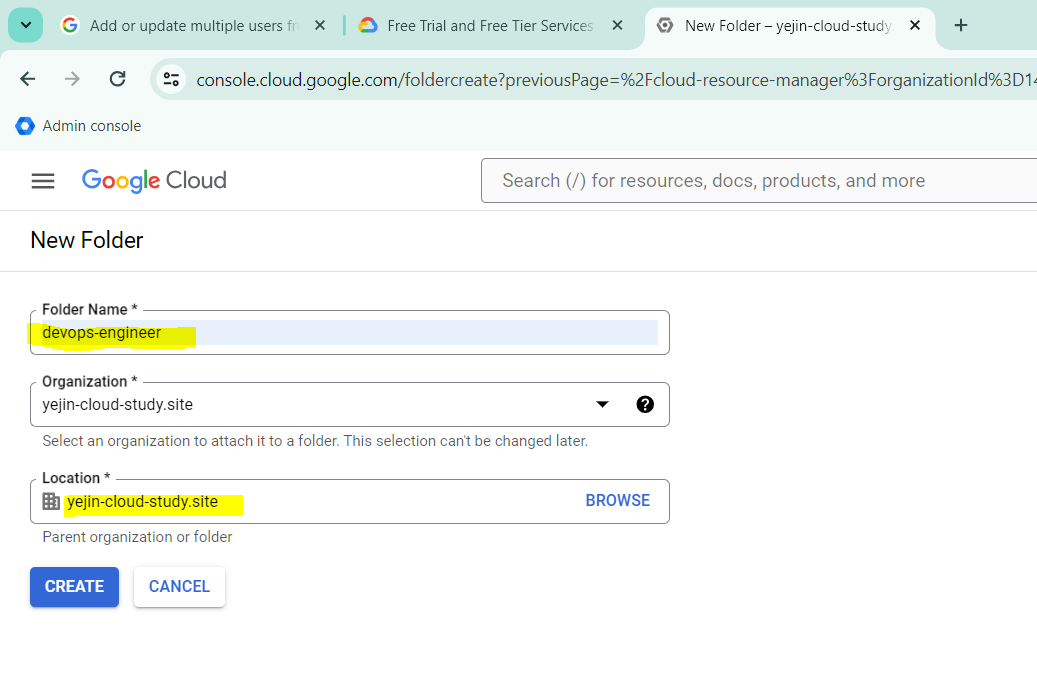 Add or update multiple users fr
Free Trial and Free Tier Services
New Folder – yejin-cloud-study.
console.cloud.google.com/foldercreate?previousPage=%2Fcloud-resource-manager%3ForganizationId%3D14
Admin console
Google Cloud
Search (/) for resources, docs, products, and more
New Folder
Folder Name *
devops-engineer
Organization *
yejin-cloud-study.site
Select an organization to attach it to a folder. This selection can't be changed later.
Location *
yejin-cloud-study.site
BROWSE
Parent organization or folder
CREATE
CANCEL